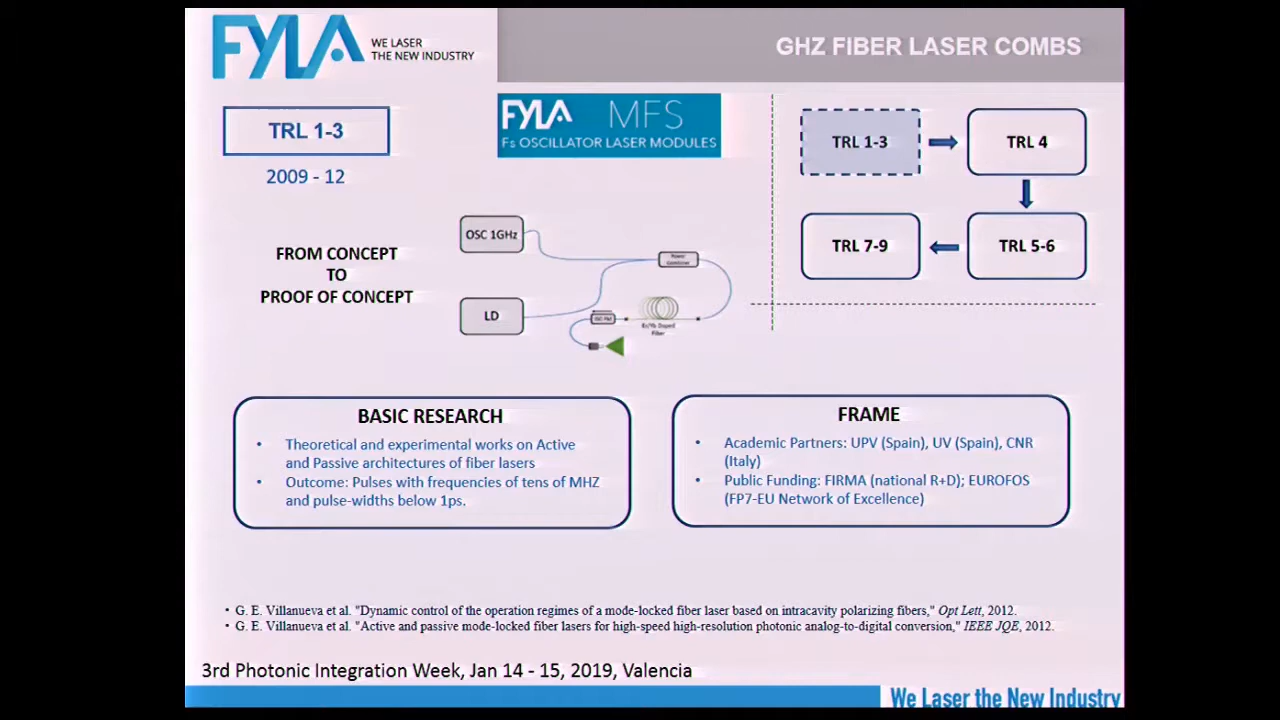 FYLA
WE LASER
THE NEW INDUSTRY
GHZ FIBER LASER COMBS
TRL 1-3
2009 - 12
FYLA MFS
Fs OSCILLATOR LASER MODULES
TRL 1-3
TRL 4
TRL 7-9
TRL 5-6
FROM CONCEPT
TO
PROOF OF CONCEPT
OSC 1GHz
Power
LD
Er/Yb Doped
Fiber
BASIC RESEARCH
• Theoretical and experimental works on Active
and Passive architectures of fiber lasers
• Outcome: Pulses with frequencies of tens of MHZ
and pulse-widths below 1ps.
FRAME
• Academic Partners: UPV (Spain), UV (Spain), CNR
(Italy)
• Public Funding: FIRMA (national R+D); EUROFOS
(FP7-EU Network of Excellence)
• G. E. Villanueva et al. "Dynamic control of the operation regimes of a mode-locked fiber laser based on intracavity polarizing fibers," Opt Lett, 2012.
• G. E. Villanueva et al. "Active and passive mode-locked fiber lasers for high-speed high-resolution photonic analog-to-digital conversion," IEEE JQE, 2012.
3rd Photonic Integration Week, Jan 14 - 15, 2019, Valencia
We Laser the New Industry